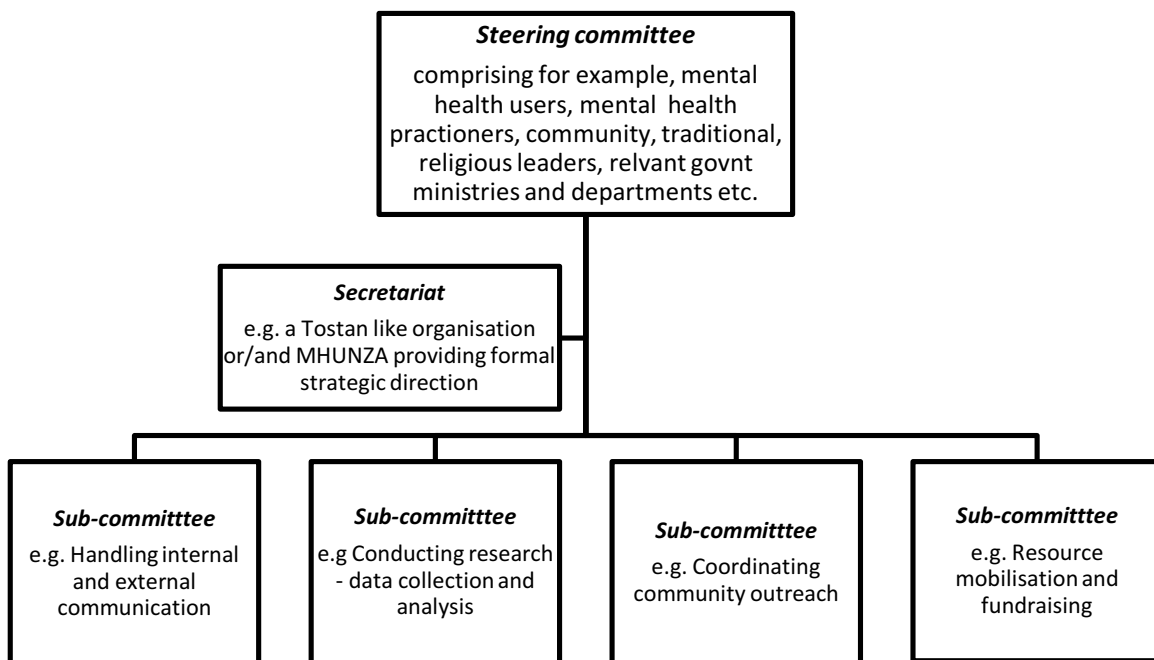 Steering committee
comprising for example, mental
health users, mental health
practioners, community, traditional,
religious leaders, relvant govnt
ministries and departments etc.
Secretariat
e.g. a Tostan like organisation
or/and MHUNZA providing formal
strategic direction
Sub-committtee
e.g. Handling internal
and external
communication
Sub-committtee
e.g Conducting research
- data collection and
analysis
Sub-committtee
e.g. Coordinating
community outreach
Sub-committtee
e.g. Resource
mobilisation and
fundraising